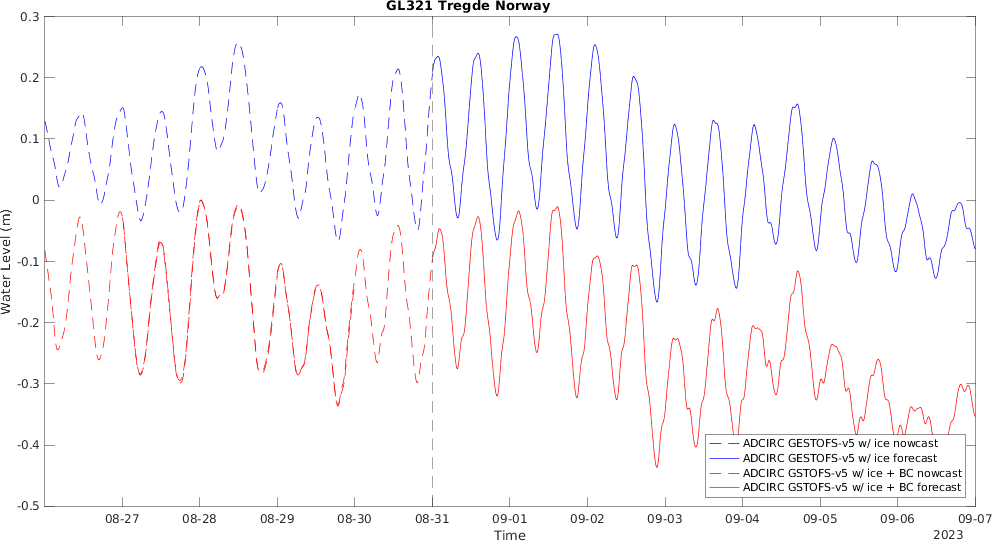 GL321 Tregde Norway
0.3
0.2
0.1
0
-0.1
-0.2
-0.3
-0.4
-0.5
Water Level (m)
ADCIRC GESTOFS-v5 w/ ice nowcast
ADCIRC GESTOFS-v5 w/ ice forecast
ADCIRC GSTOFS-v5 w/ ice + BC nowcast
ADCIRC GSTOFS-v5 w/ ice + BC forecast
08-27 08-28 08-29 08-30 08-31 09-01 09-02 09-03 09-04 09-05 09-06 09-07
Time
2023